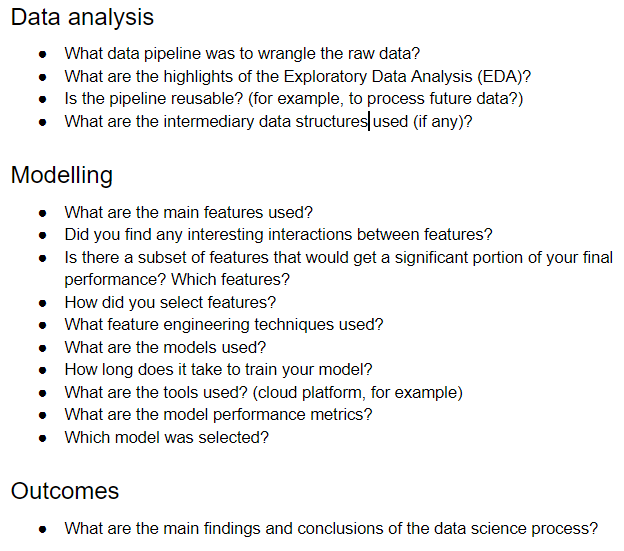 Data analysis
● What data pipeline was to wrangle the raw data?
● What are the highlights of the Exploratory Data Analysis (EDA)?
● Is the pipeline reusable? (for example, to process future data?)
● What are the intermediary data structures used (if any)?
Modelling
● What are the main features used?
● Did you find any interesting interactions between features?
● Is there a subset of features that would get a significant portion of your final
performance? Which features?
● How did you select features?
● What feature engineering techniques used?
● What are the models used?
● How long does it take to train your model?
● What are the tools used? (cloud platform, for example)
● What are the model performance metrics?
● Which model was selected?
Outcomes
● What are the main findings and conclusions of the data science process?